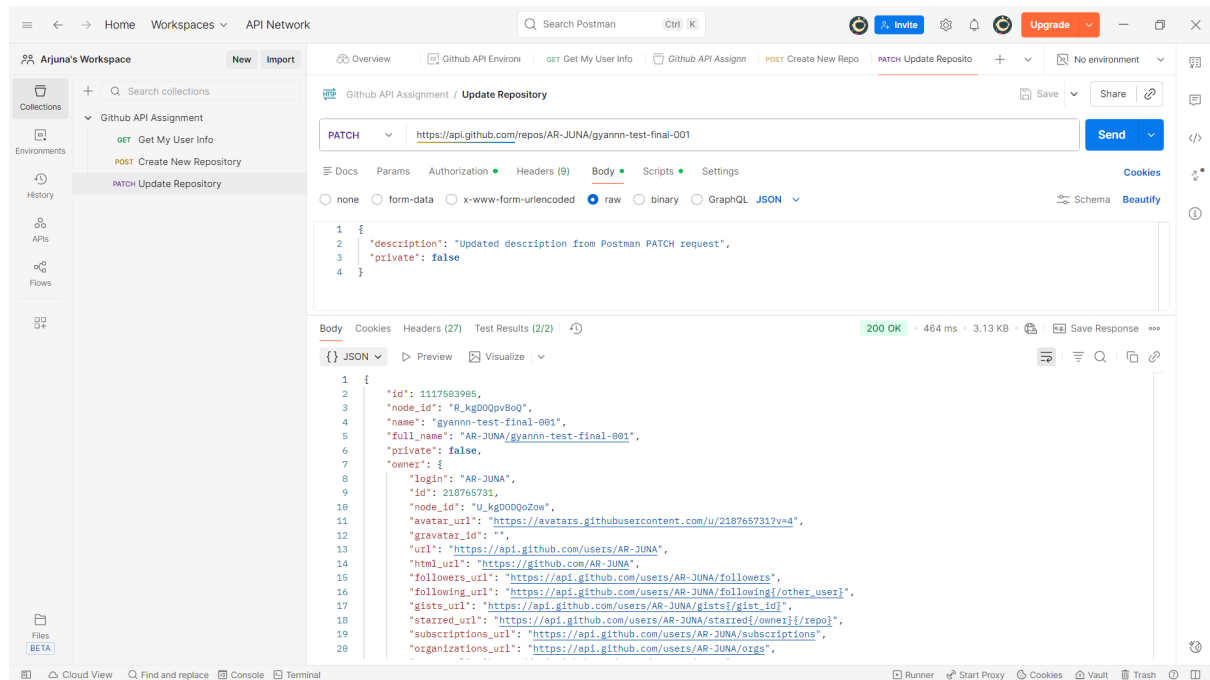 Home Workspaces API Network Search Postman Ctrl K Invite Upgrade
Arjuna's Workspace New Import Overview Github API Environ GET Get My User Info Github API Assignn POST Create New Repo PATCH Update Reposito No environment
Collections
Environments
History
APIs
Flows
Files
BETA
Search collections
Github API Assignment
GET Get My User Info
POST Create New Repository
PATCH Update Repository
HTTP Github API Assignment / Update Repository Save Share
PATCH https://api.github.com/repos/AR-JUNA/gyannn-test-final-001 Send
Docs Params Authorization Headers (9) Body Scripts Settings Cookies
none form-data x-www-form-urlencoded raw binary GraphQL JSON Schema Beautify
1 {
2 "description": "Updated description from Postman PATCH request",
3 "private": false
4 }
Body Cookies Headers (27) Test Results (2/2) 200 OK 464 ms 3.13 KB e.g. Save Response
{} JSON Preview Visualize
1 {
2 "id": 1117503905,
3 "node_id": "R_kgDOQpvBoQ",
4 "name": "gyannn-test-final-001",
5 "full_name": "AR-JUNA/gyannn-test-final-001",
6 "private": false,
7 "owner": {
8 "login": "AR-JUNA",
9 "id": 218765731,
10 "node_id": "U_kgDODQoZow",
11 "avatar_url": "https://avatars.githubusercontent.com/u/218765731?v=4",
12 "gravatar_id": "",
13 "url": "https://api.github.com/users/AR-JUNA",
14 "html_url": "https://github.com/AR-JUNA",
15 "followers_url": "https://api.github.com/users/AR-JUNA/followers",
16 "following_url": "https://api.github.com/users/AR-JUNA/following{/other_user}",
17 "gists_url": "https://api.github.com/users/AR-JUNA/gists{/gist_id}",
18 "starred_url": "https://api.github.com/users/AR-JUNA/starred{/owner}{/repo}",
19 "subscriptions_url": "https://api.github.com/users/AR-JUNA/subscriptions",
20 "organizations_url": "https://api.github.com/users/AR-JUNA/orgs",
Cloud View Find and replace Console Terminal Runner Start Proxy Cookies Vault Trash